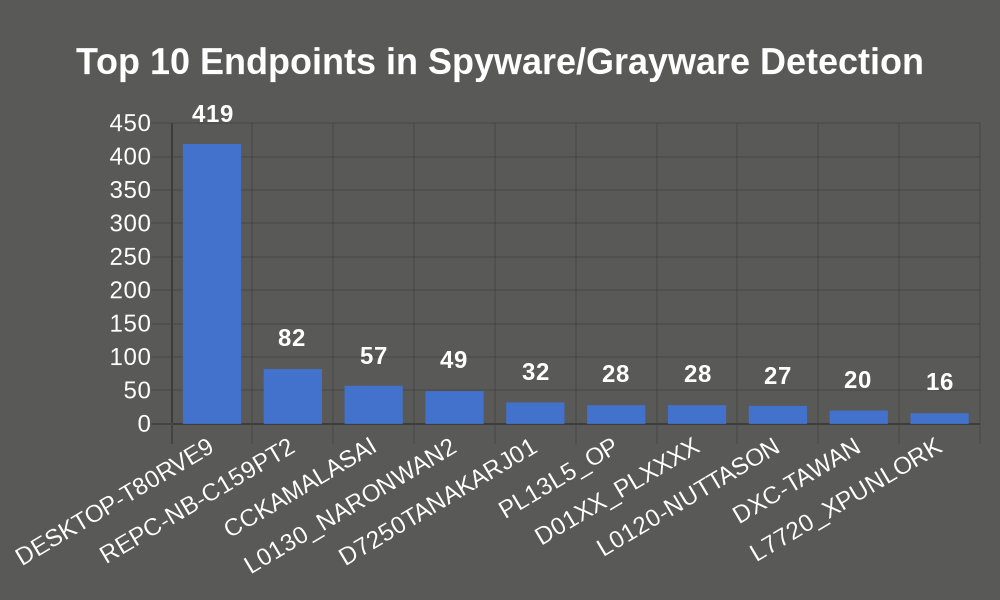 Top 10 Endpoints in Spyware/Grayware Detection
450
400
350
300
250
200
150
100
50
0
419
82
57
49
32
28
28
27
20
16
DESKTOP-T80RVE9
REPC-NB-C159PT2
CCKAMALASAI
L0130_NARONWAN2
D7250TANAKARJ01
PL13L5_OP
D01XX_PLXXXX
L0120-NUTTASON
DXC-TAWAN
L7720_XPUNLORK